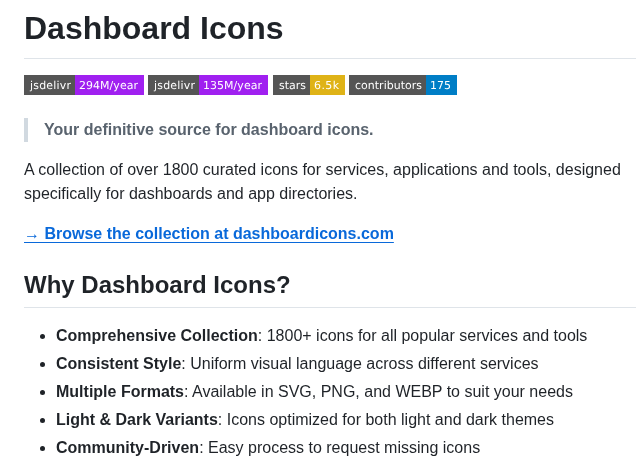 Dashboard Icons
jsdelivr 294M/year jsdelivr 135M/year stars 6.5k contributors 175
Your definitive source for dashboard icons.
A collection of over 1800 curated icons for services, applications and tools, designed
specifically for dashboards and app directories.
→ Browse the collection at dashboardicons.com
Why Dashboard Icons?
• Comprehensive Collection: 1800+ icons for all popular services and tools
• Consistent Style: Uniform visual language across different services
• Multiple Formats: Available in SVG, PNG, and WEBP to suit your needs
• Light & Dark Variants: Icons optimized for both light and dark themes
• Community-Driven: Easy process to request missing icons